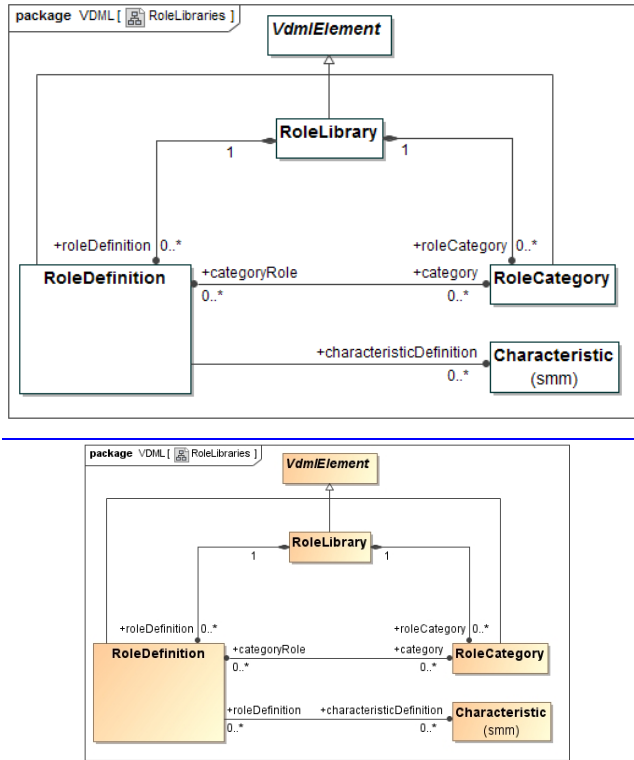 package VDML [ RoleLibraries ]
VdmlElement
RoleLibrary
1
1
+roleDefinition 0..*
+roleCategory 0..*
RoleDefinition
+categoryRole
+category
RoleCategory
0..*
0..*
+characteristicDefinition
Characteristic
0..*
(smm)
package VDML [ RoleLibraries ]
VdmlElement
RoleLibrary
1
1
+roleDefinition 0..*
+roleCategory 0..*
RoleDefinition
+categoryRole
+category
RoleCategory
0..*
0..*
+roleDefinition
+characteristicDefinition
Characteristic
0..*
0..*
(smm)